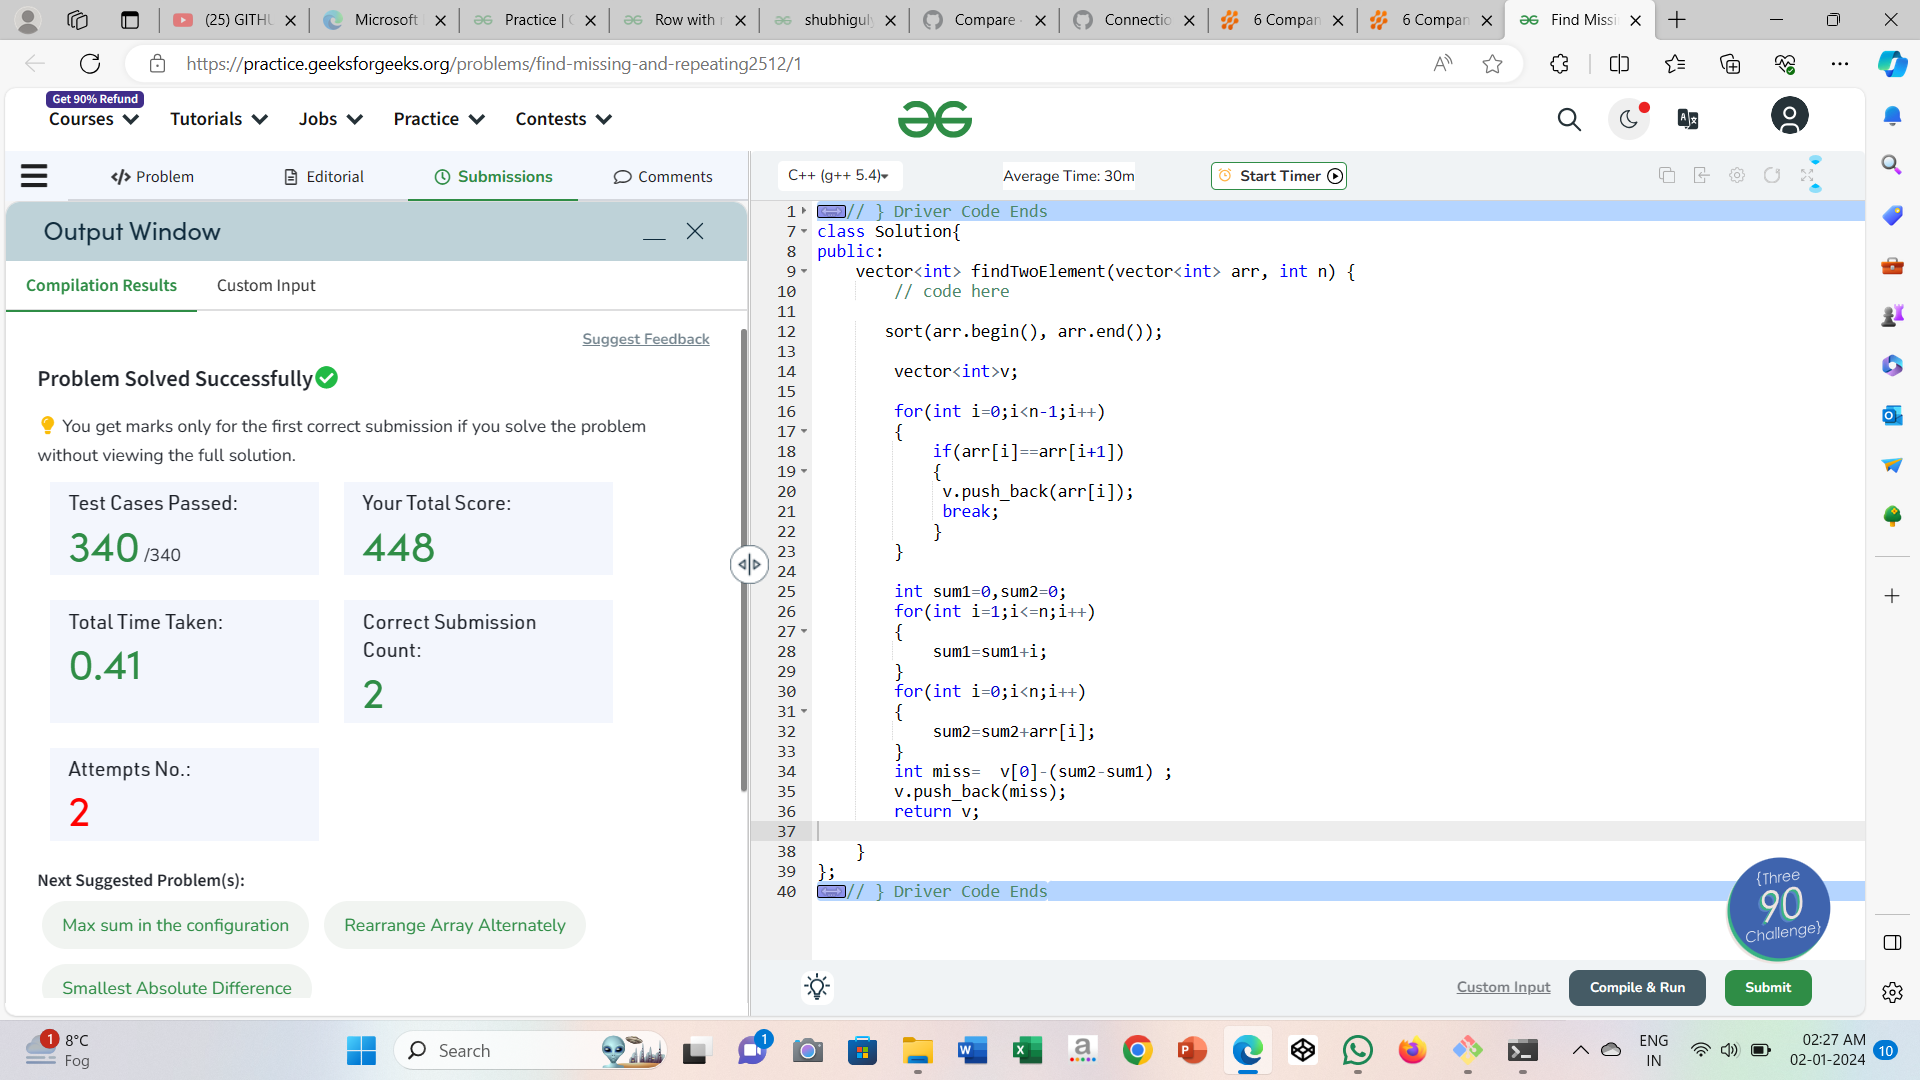 (25) GITHU
Microsoft
Practice | G
Row with m
shubhigul
Compare
Connectio
6 Compan
6 Compan
Find Missi
https://practice.geeksforgeeks.org/problems/find-missing-and-repeating2512/1
Get 90% Refund
Courses
Tutorials
Jobs
Practice
Contests
</> Problem
Editorial
Submissions
Comments
C++ (g++ 5.4)
Average Time: 30m
Start Timer
Output Window
Compilation Results
Custom Input
Suggest Feedback
Problem Solved Successfully
You get marks only for the first correct submission if you solve the problem
without viewing the full solution.
Test Cases Passed:
340 /340
Your Total Score:
448
Total Time Taken:
0.41
Correct Submission
Count:
2
Attempts No.:
2
Next Suggested Problem(s):
Max sum in the configuration
Rearrange Array Alternately
Smallest Absolute Difference
1 // } Driver Code Ends
7 class Solution{
8 public:
9 vector<int> findTwoElement(vector<int> arr, int n) {
10 // code here
11
12 sort(arr.begin(), arr.end());
13
14 vector<int>v;
15
16 for(int i=0;i<n-1;i++)
17 {
18 if(arr[i]==arr[i+1])
19 {
20 v.push_back(arr[i]);
21 break;
22 }
23 }
24
25 int sum1=0,sum2=0;
26 for(int i=1;i<=n;i++)
27 {
28 sum1=sum1+i;
29 }
30 for(int i=0;i<n;i++)
31 {
32 sum2=sum2+arr[i];
33 }
34 int miss=  v[0]-(sum2-sum1) ;
35 v.push_back(miss);
36 return v;
37
38 }
39 };
40 // } Driver Code Ends
{Three
90
Challenge}
Custom Input
Compile & Run
Submit
1
8°C
Fog
Search
1
ENG
IN
02:27 AM
02-01-2024
10